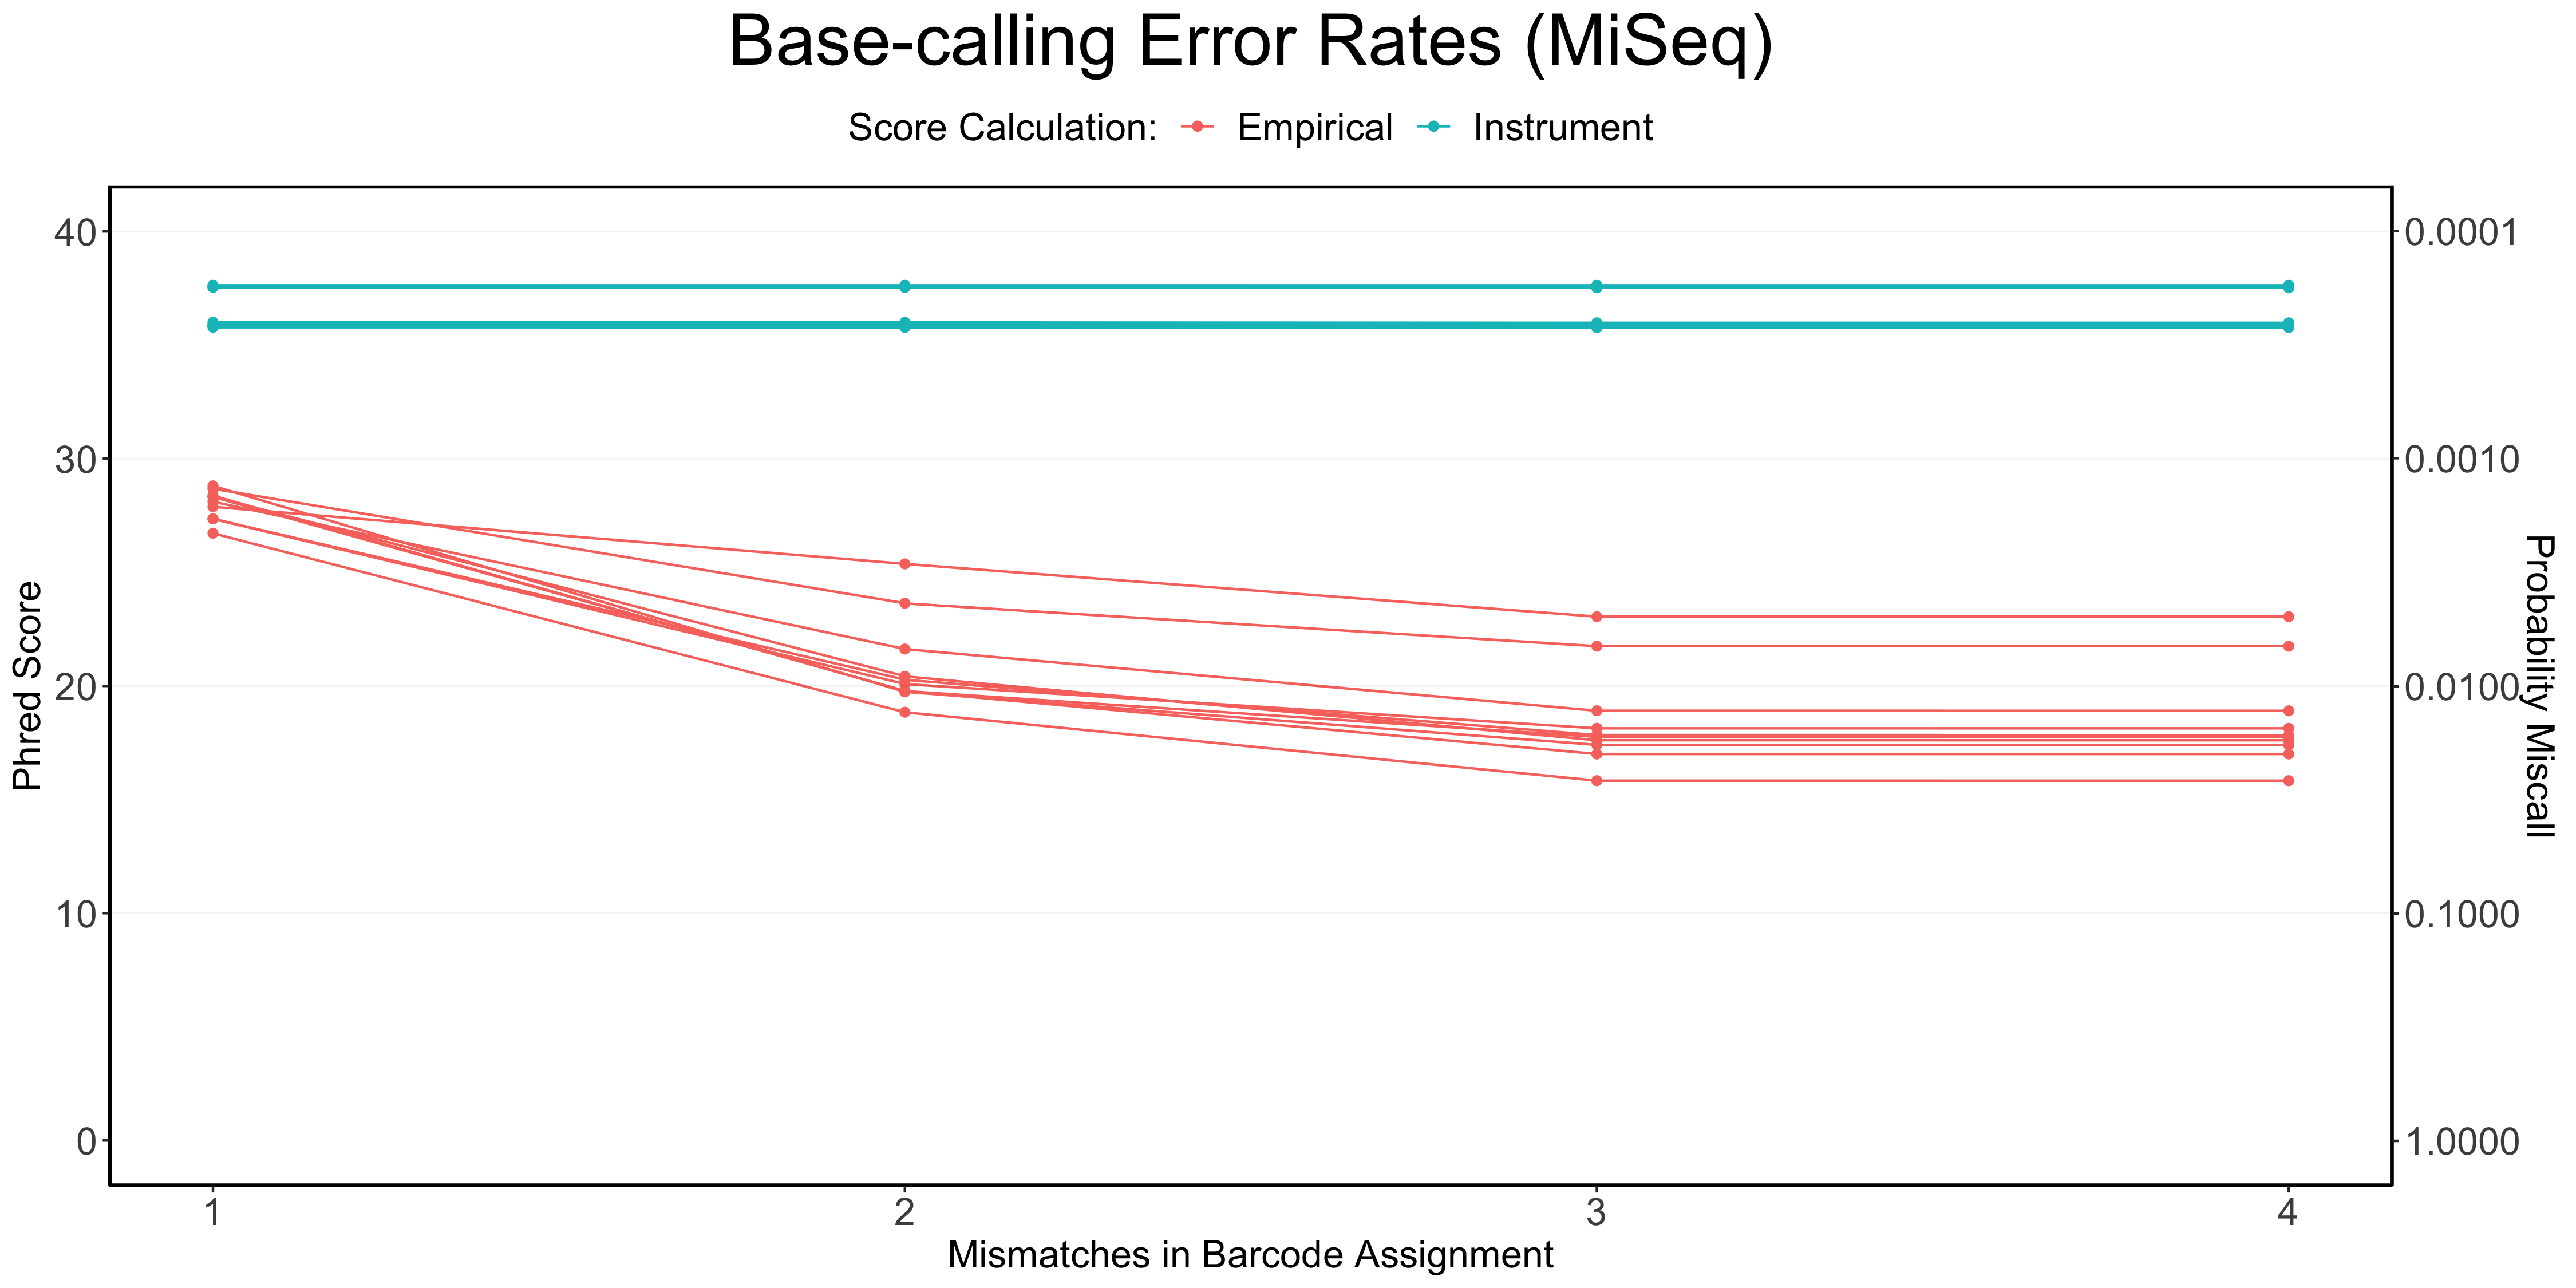 Base-calling Error Rates (MiSeq)
Score Calculation: Empirical Instrument
40
30
20
10
0
Phred Score
0.0001
0.0010
0.0100
0.1000
1.0000
Probability Miscall
1 2 3 4
Mismatches in Barcode Assignment